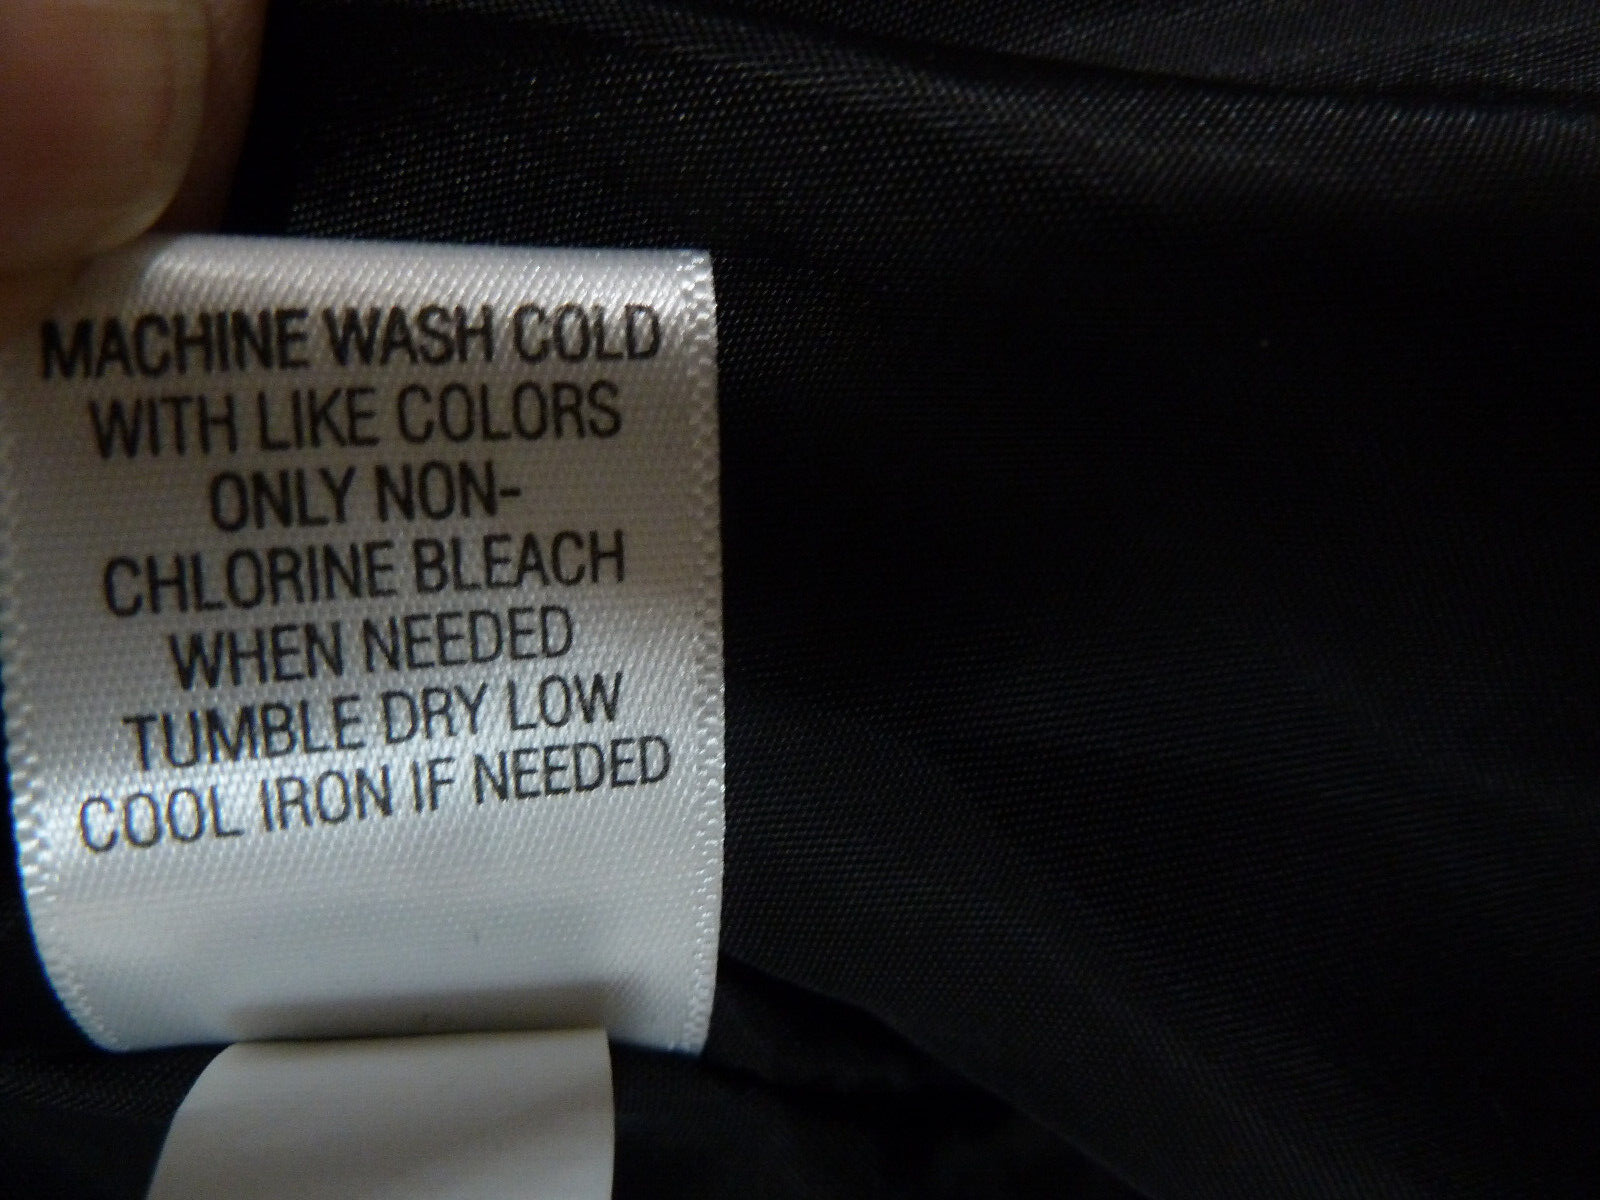 MACHINE WASH COLD
WITH LIKE COLORS
ONLY NON-
CHLORINE BLEACH
WHEN NEEDED
TUMBLE DRY LOW
COOL IRON IF NEEDED